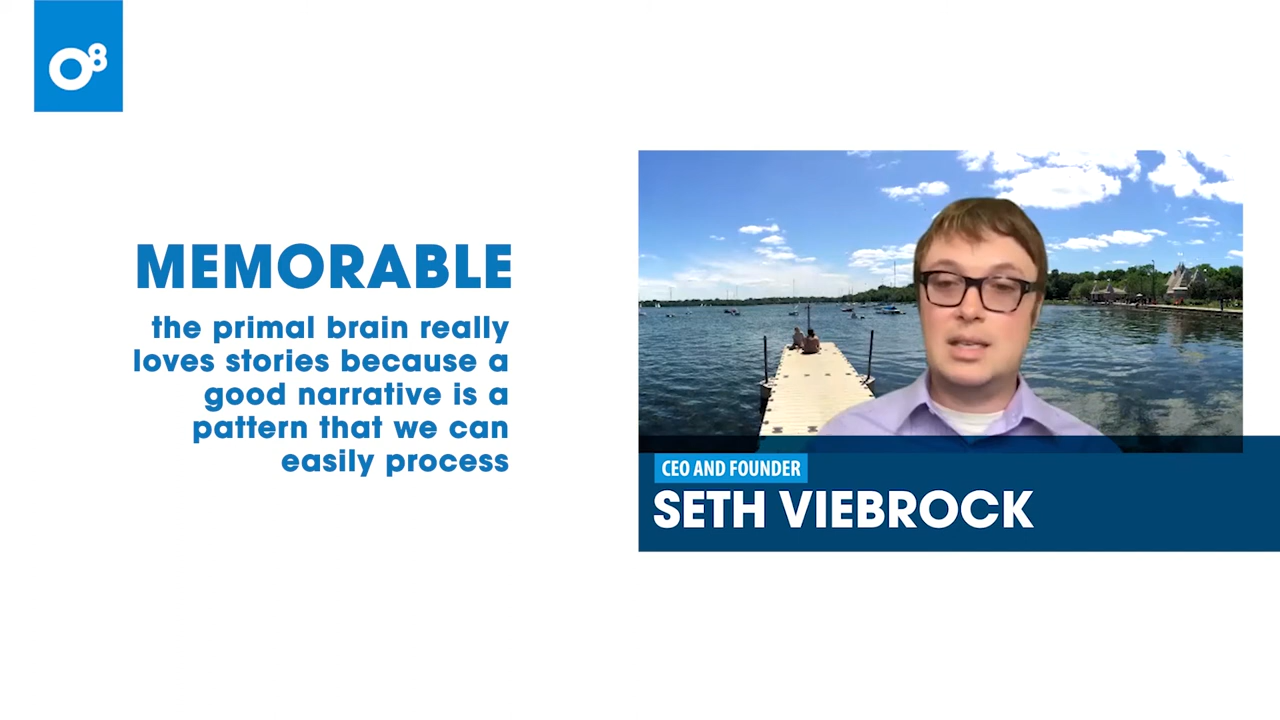 O8
MEMORABLE
the primal brain really
loves stories because a
good narrative is a
pattern that we can
easily process
CEO AND FOUNDER
SETH VIEBROCK